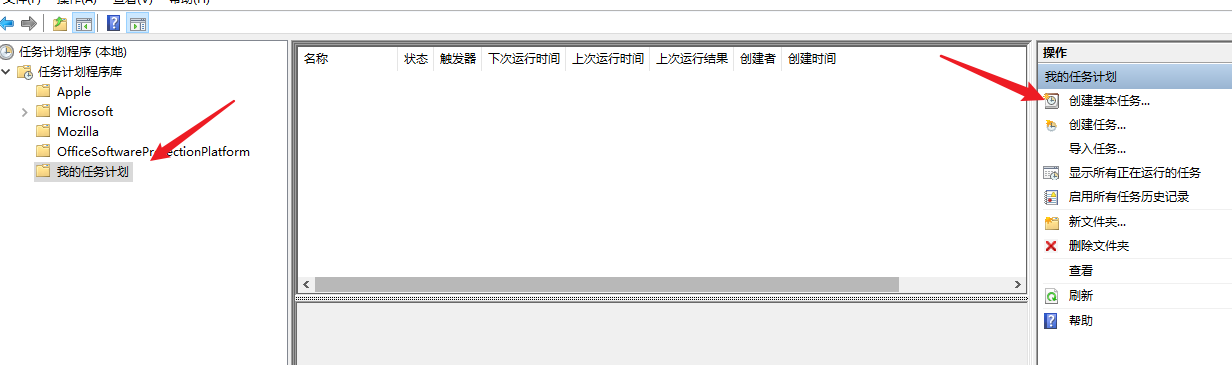 任务计划程序 (本地)
任务计划程序库
Apple
Microsoft
Mozilla
我的任务计划
名称 状态 触发器 下次运行时间 上次运行时间 上次运行结果 创建者 创建时间
操作
我的任务计划
创建基本任务...
创建任务...
导入任务...
显示所有正在运行的任务
启用所有任务历史记录
新文件夹...
删除文件夹
查看
刷新
帮助